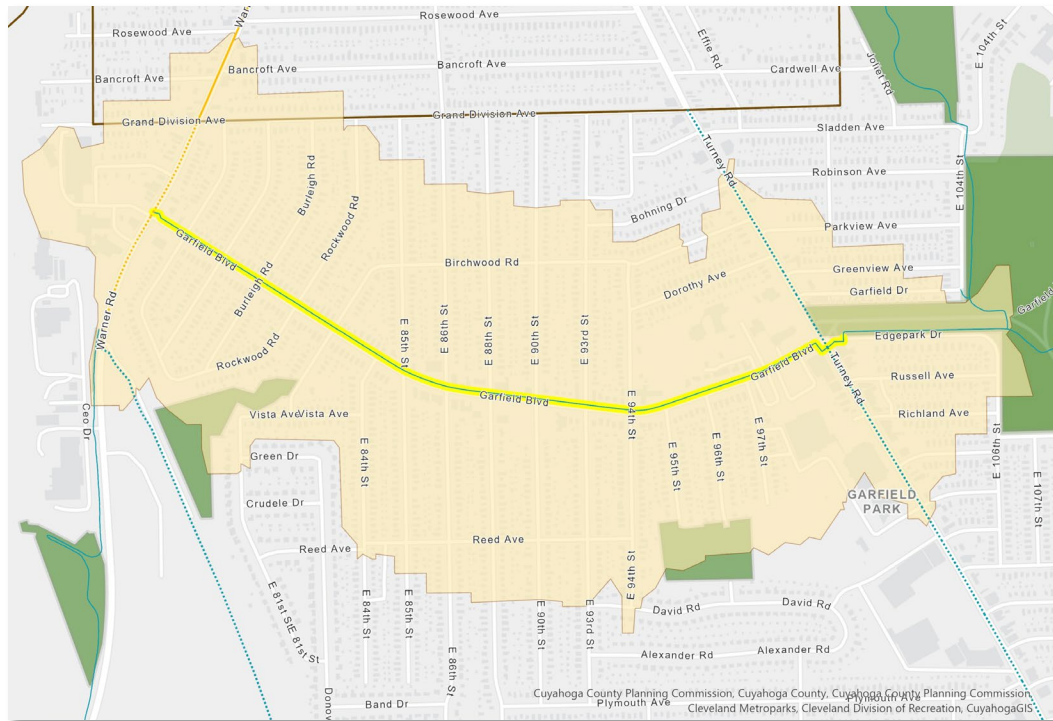 Rosewood Ave
Rosewood Ave
Effie Rd
Joliet Rd
E 104th St
Bancroft Ave
Bancroft Ave
Bancroft Ave
Cardwell Ave
Grand Division Ave
Grand Division Ave
Sladden Ave
Turney Rd
Burleigh Rd
Robinson Ave
E 104th St
Rockwood Rd
Bohning Dr
Parkview Ave
Garfield Blvd
Birchwood Rd
Greenview Ave
Burleigh Rd
Dorothy Ave
Garfield Dr
Garfield
Warner Rd
E 86th St
E 88th St
E 90th St
E 93rd St
E 85th St
Edgepark Dr
Rockwood Rd
Garfield Blvd
Turney Rd
Russell Ave
Garfield Blvd
E 94th St
Ceo Dr
Vista Ave
Vista Ave
Richland Ave
E 84th St
E 95th St
E 96th St
E 97th St
Green Dr
E 106th St
E 107th St
Crudele Dr
GARFIELD
PARK
Reed Ave
Reed Ave
E 94th St
E 81st St
E 81st St
E 84th St
E 85th St
E 90th St
E 93rd St
David Rd
David Rd
E 86th St
Alexander Rd
Alexander Rd
Donov
Band Dr
Plymouth Ave
Plymouth Ave
Cuyahoga County Planning Commission, Cuyahoga County, Cuyahoga County Planning Commission,
Cleveland Metroparks, Cleveland Division of Recreation, CuyahogaGIS